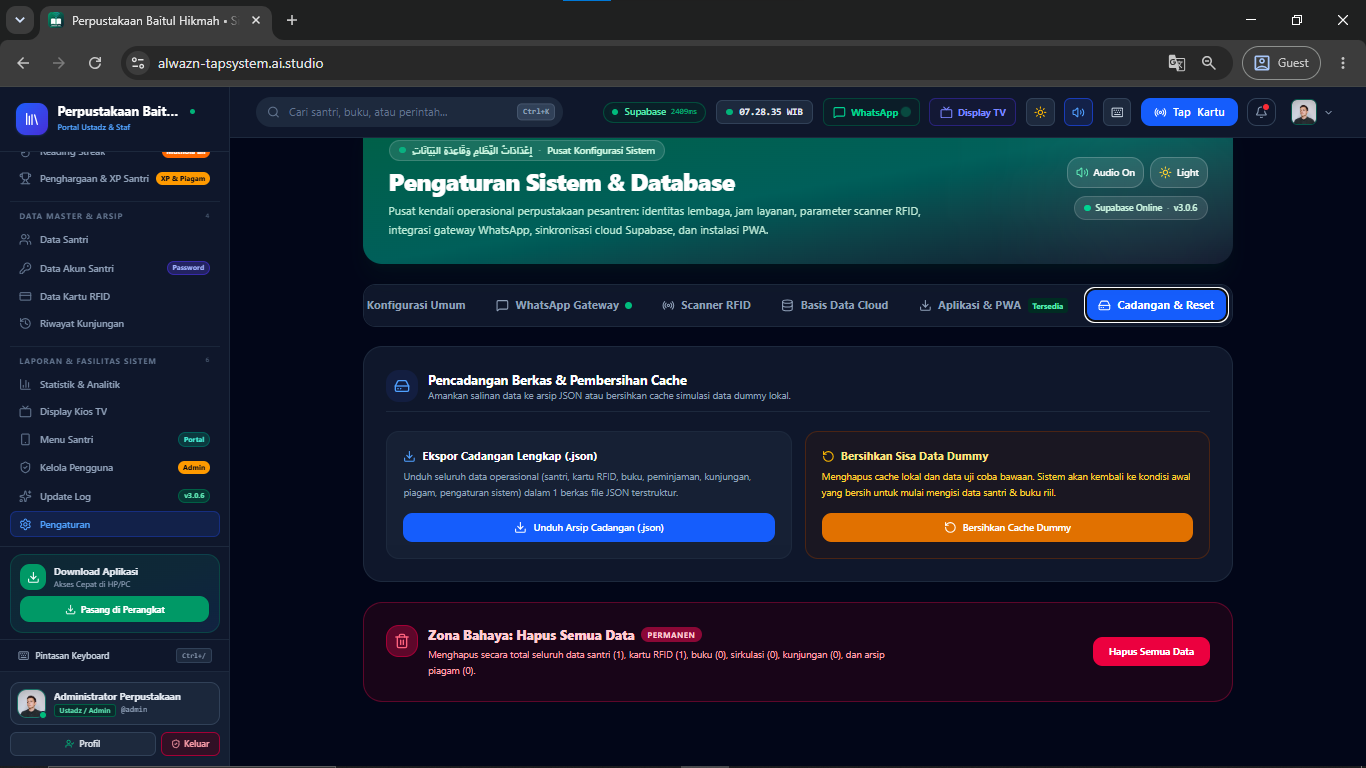 Perpustakaan Baitul Hikmah • S
alwazn-tapsystem.ai.studio
Guest
Perpustakaan Bait...
Portal Ustadz & Staf
Cari santri, buku, atau perintah...
Ctrl+K
Supabase 2409ms
07.28.35 WIB
WhatsApp
Display TV
Tap Kartu
Reading Streak
Penghargaan & XP Santri
XP & Piagam
DATA MASTER & ARSIP
4
Data Santri
Data Akun Santri
Password
Data Kartu RFID
Riwayat Kunjungan
LAPORAN & FASILITAS SISTEM
6
Statistik & Analitik
Display Kios TV
Menu Santri
Portal
Kelola Pengguna
Admin
Update Log
v3.0.6
Pengaturan
Download Aplikasi
Akses Cepat di HP/PC
Pasang di Perangkat
Pintasan Keyboard
Ctrl+/
Administrator Perpustakaan
Ustadz / Admin
@admin
Profil
Keluar
إعْدَادَاتُ النِّظَامِ وَقَاعِدَةِ البَيَانَاتِ · Pusat Konfigurasi Sistem
Pengaturan Sistem & Database
Pusat kendali operasional perpustakaan pesantren: identitas lembaga, jam layanan, parameter scanner RFID,
integrasi gateway WhatsApp, sinkronisasi cloud Supabase, dan instalasi PWA.
Audio On
Light
Supabase Online · v3.0.6
Konfigurasi Umum
WhatsApp Gateway
Scanner RFID
Basis Data Cloud
Aplikasi & PWA
Tersedia
Cadangan & Reset
Pencadangan Berkas & Pembersihan Cache
Amankan salinan data ke arsip JSON atau bersihkan cache simulasi data dummy lokal.
Ekspor Cadangan Lengkap (.json)
Unduh seluruh data operasional (santri, kartu RFID, buku, peminjaman, kunjungan,
piagam, pengaturan sistem) dalam 1 berkas file JSON terstruktur.
Unduh Arsip Cadangan (.json)
Bersihkan Sisa Data Dummy
Menghapus cache lokal dan data uji coba bawaan. Sistem akan kembali ke kondisi awal
yang bersih untuk mulai mengisi data santri & buku riil.
Bersihkan Cache Dummy
Zona Bahaya: Hapus Semua Data
PERMANEN
Menghapus secara total seluruh data santri (1), kartu RFID (1), buku (0), sirkulasi (0), kunjungan (0), dan arsip
piagam (0).
Hapus Semua Data